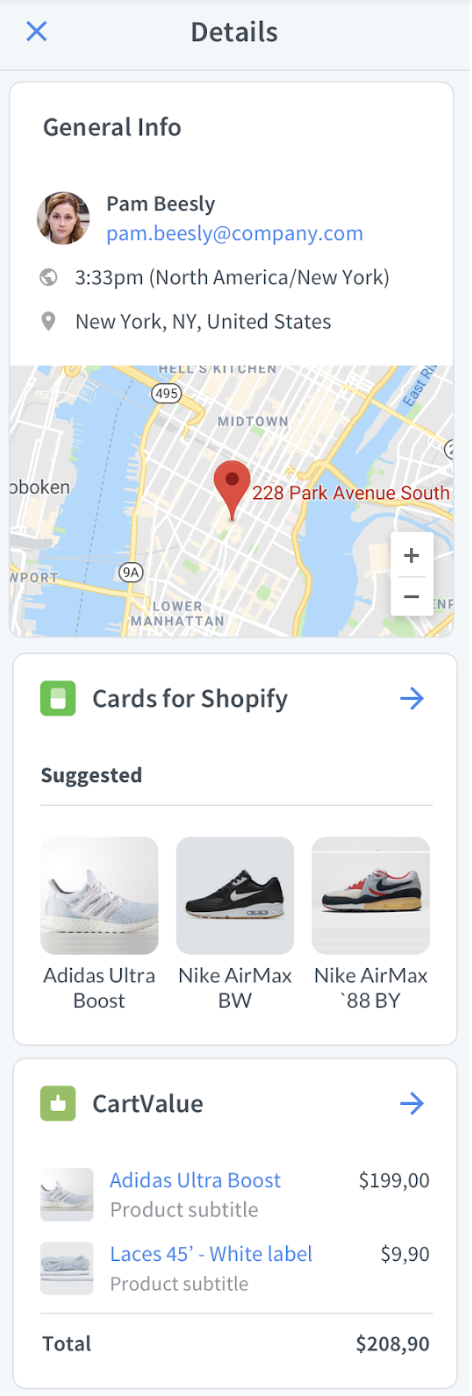 Details
General Info
Pam Beesly
pam.beesly@company.com
3:33pm (North America/New York)
New York, NY, United States
HELL'S KITCHEN
East Ri
495
MIDTOWN
oboken
228 Park Avenue South
+
9A
−
WPORT
LOWER
MANHATTAN
Cards for Shopify
Suggested
Adidas Ultra
Boost
Nike AirMax
BW
Nike AirMax
`88 BY
CartValue
Adidas Ultra Boost
$199,00
Product subtitle
Laces 45’ - White label
$9,90
Product subtitle
Total
$208,90